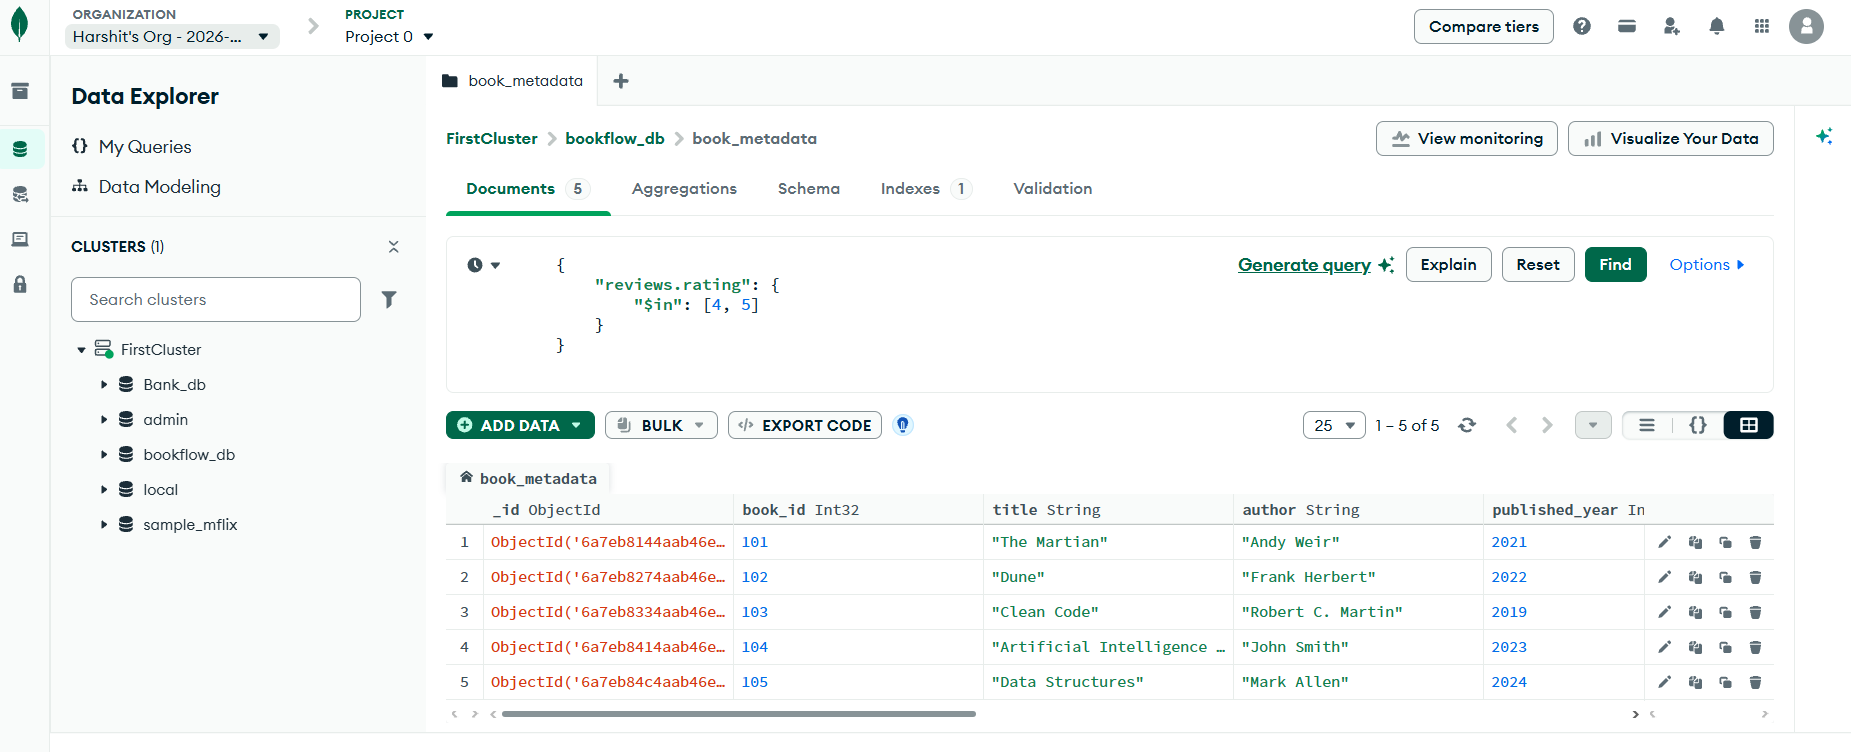 ORGANIZATION
Harshit's Org - 2026-...
PROJECT
Project 0
Compare tiers
Data Explorer
My Queries
Data Modeling
CLUSTERS (1)
Search clusters
FirstCluster
Bank_db
admin
bookflow_db
local
sample_mflix
book_metadata
FirstCluster bookflow_db book_metadata
View monitoring
Visualize Your Data
Documents 5 Aggregations Schema Indexes 1 Validation
{
"reviews.rating": {
"$in": [4, 5]
}
}
Generate query Explain Reset Find Options
ADD DATA BULK EXPORT CODE 25 1 – 5 of 5 {}
book_metadata
_id ObjectId book_id Int32 title String author String published_year In
1 ObjectId('6a7eb8144aab46e… 101 "The Martian" "Andy Weir" 2021
2 ObjectId('6a7eb8274aab46e… 102 "Dune" "Frank Herbert" 2022
3 ObjectId('6a7eb8334aab46e… 103 "Clean Code" "Robert C. Martin" 2019
4 ObjectId('6a7eb8414aab46e… 104 "Artificial Intelligence … "John Smith" 2023
5 ObjectId('6a7eb84c4aab46e… 105 "Data Structures" "Mark Allen" 2024